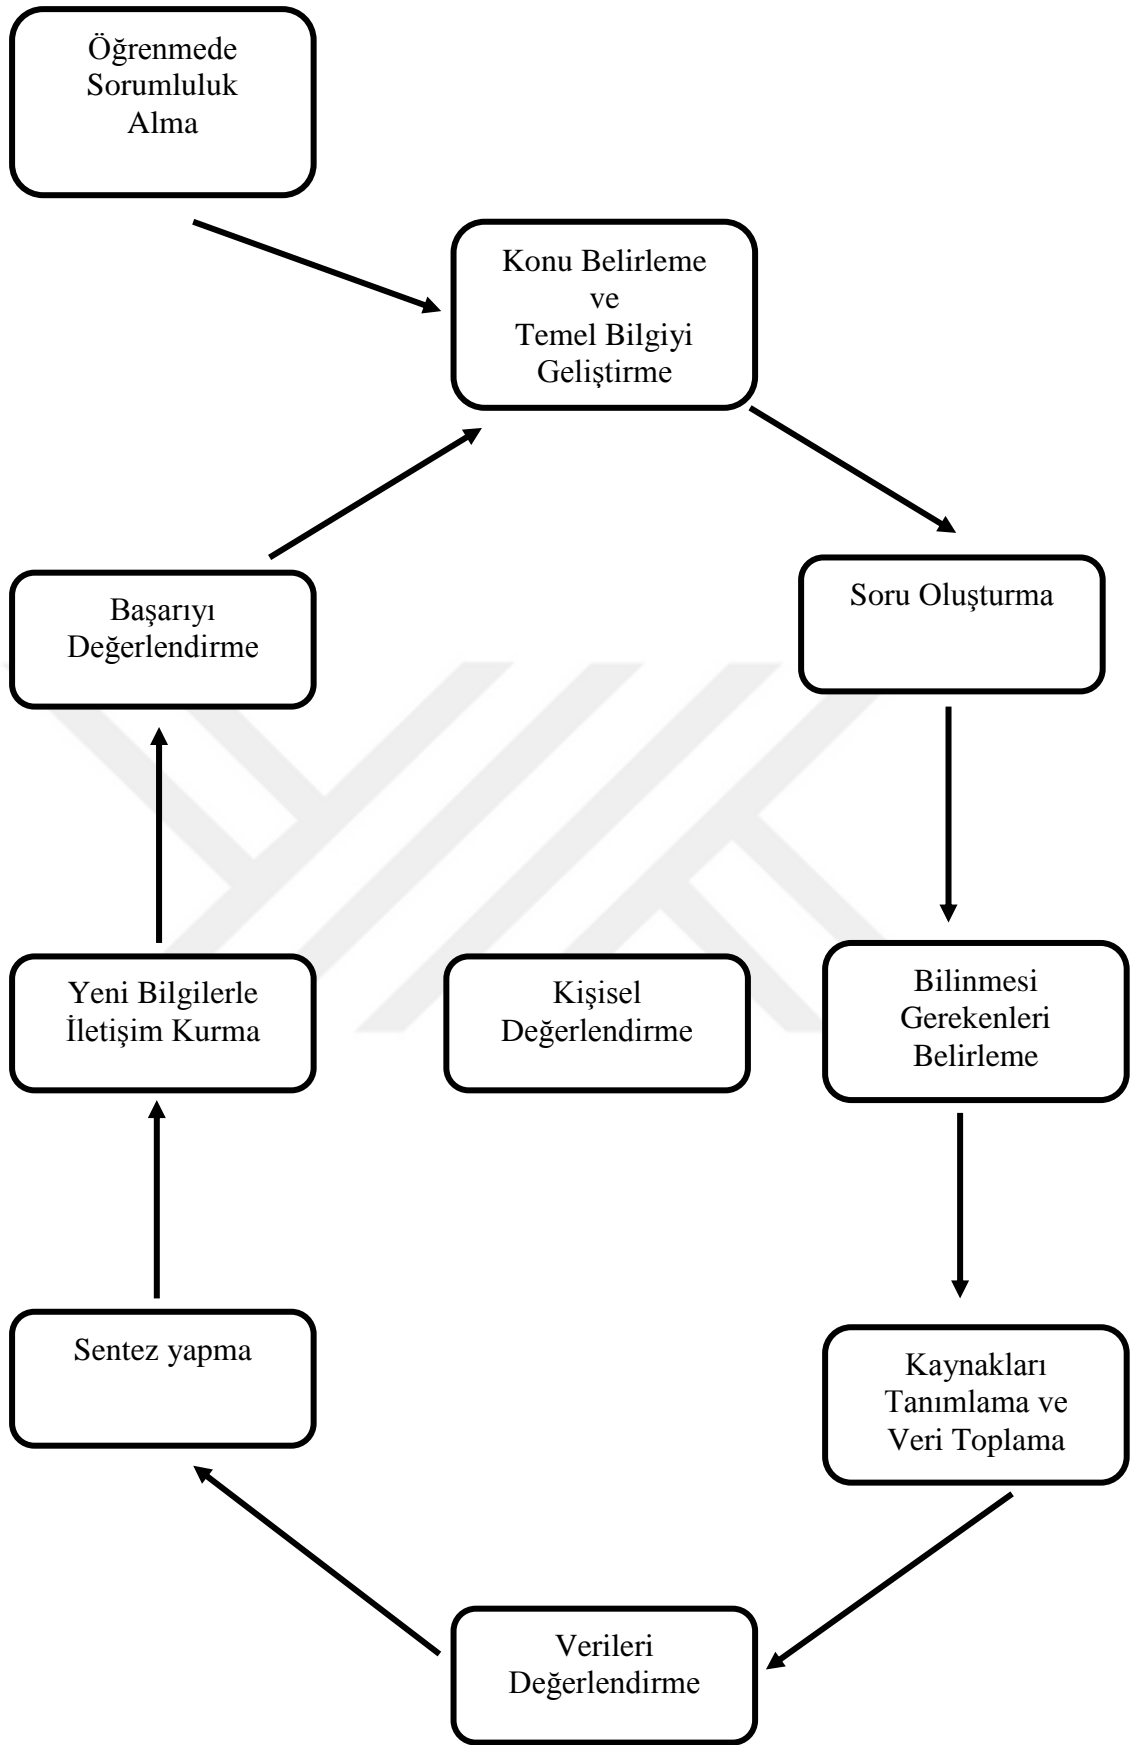 Öğrenmede
Sorumluluk
Alma
Konu Belirleme
ve
Temel Bilgiyi
Geliştirme
Başarıyı
Değerlendirme
Soru Oluşturma
Yeni Bilgilerle
İletişim Kurma
Kişisel
Değerlendirme
Bilinmesi
Gerekenleri
Belirleme
Sentez yapma
Kaynakları
Tanımlama ve
Veri Toplama
Verileri
Değerlendirme